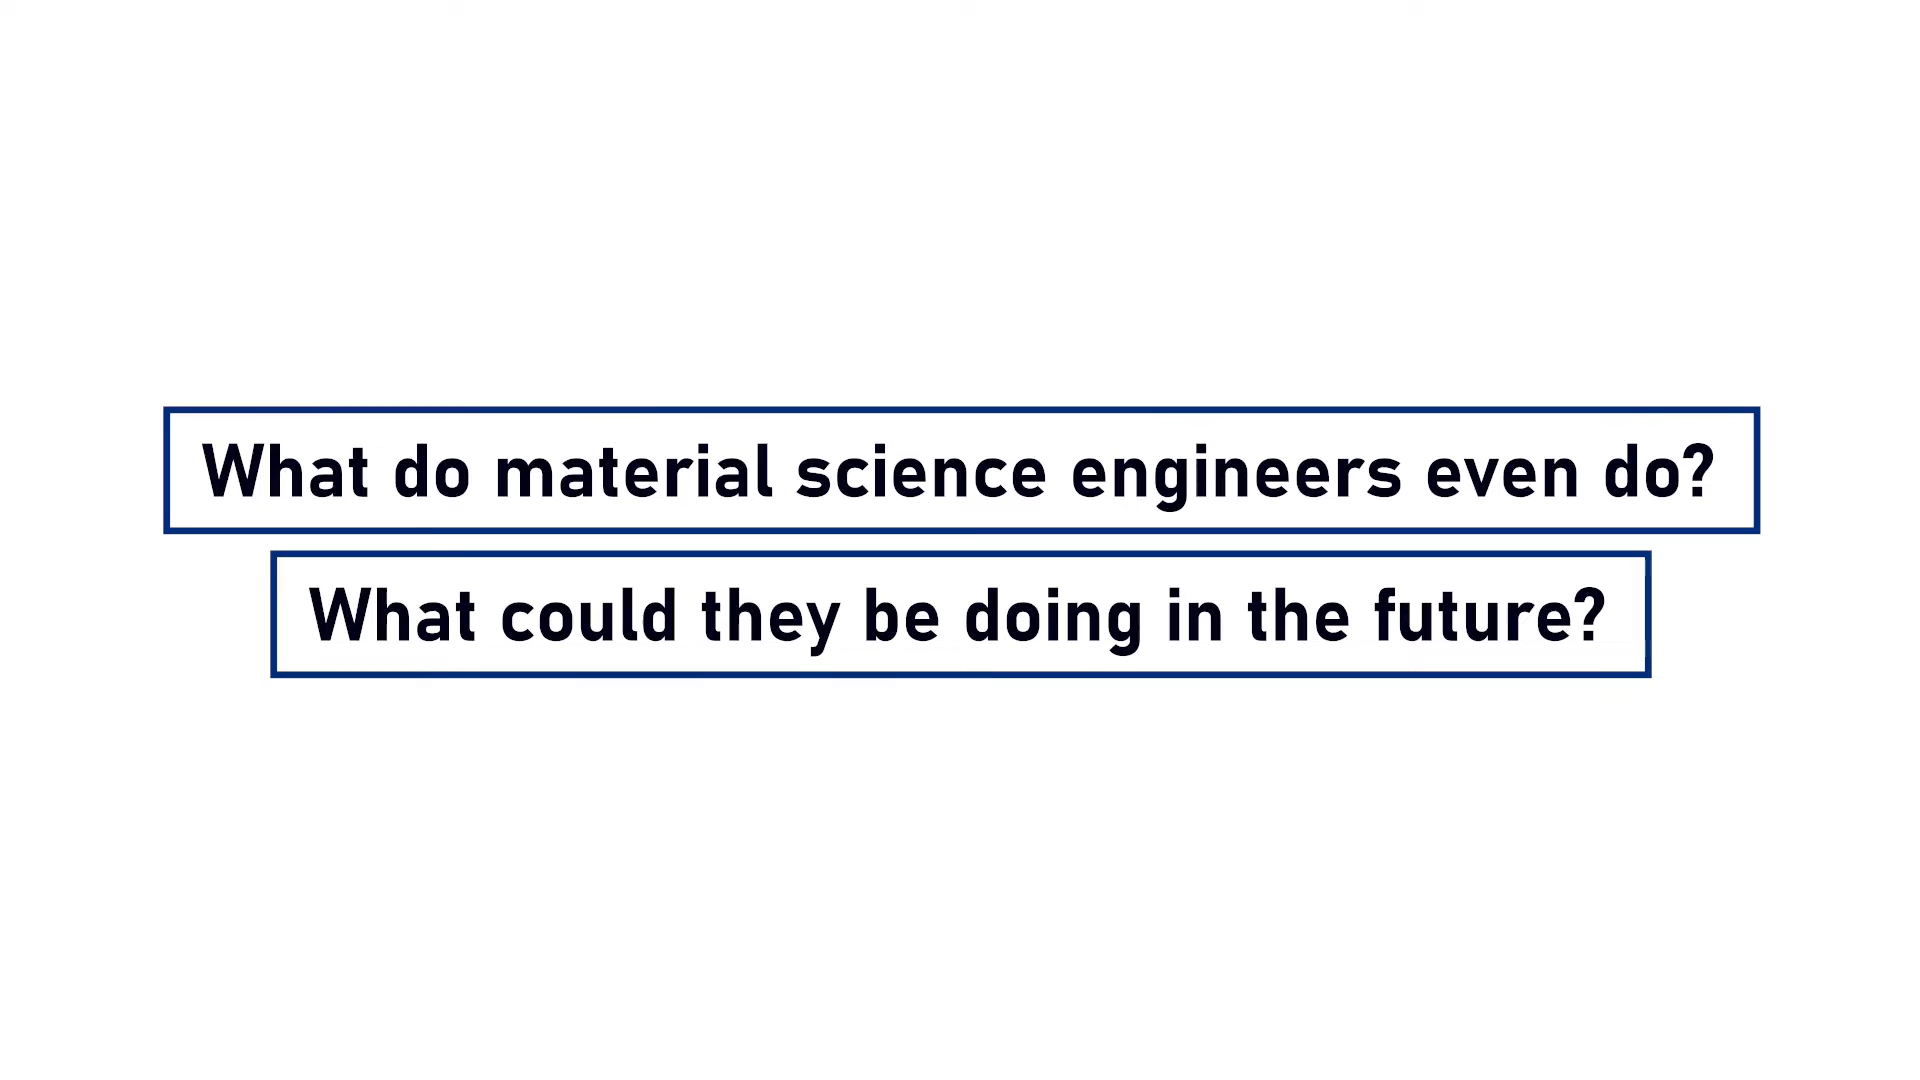 What do material science engineers even do?
What could they be doing in the future?